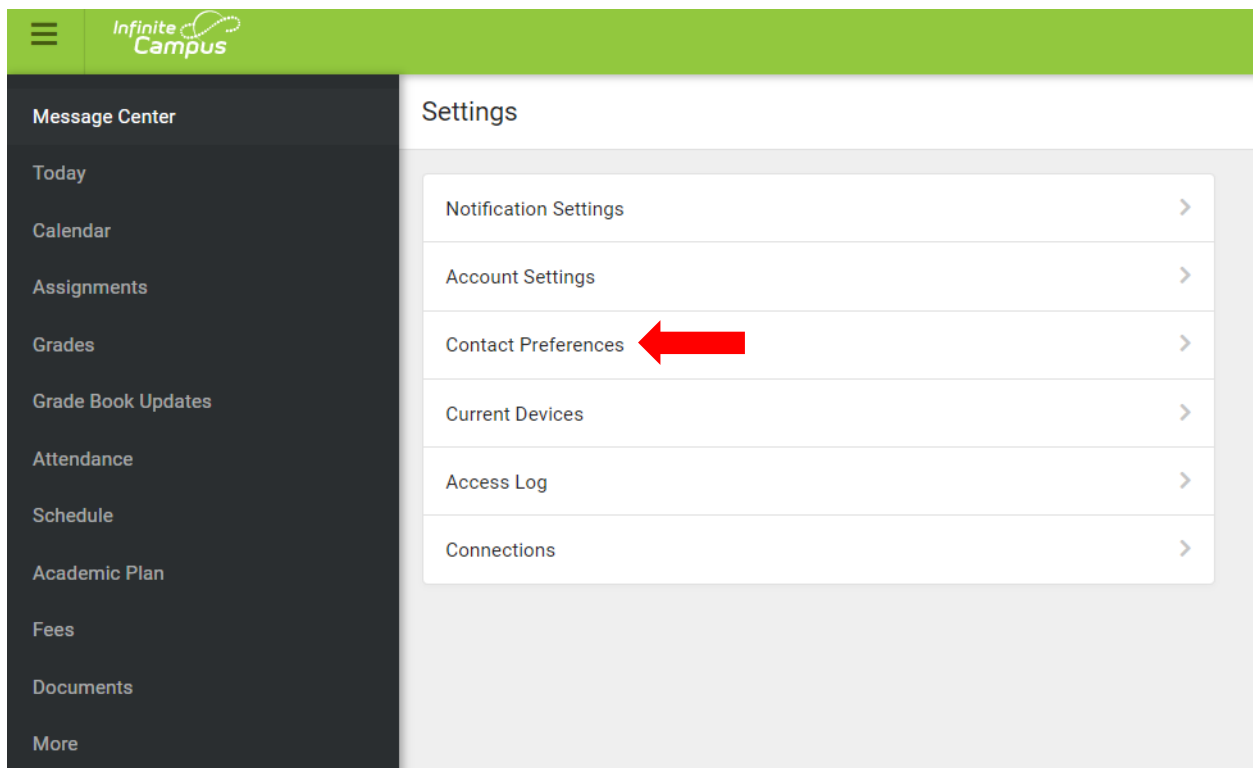 Infinite
Campus
Message Center
Today
Calendar
Assignments
Grades
Grade Book Updates
Attendance
Schedule
Academic Plan
Fees
Documents
More
Settings
Notification Settings
Account Settings
Contact Preferences
Current Devices
Access Log
Connections